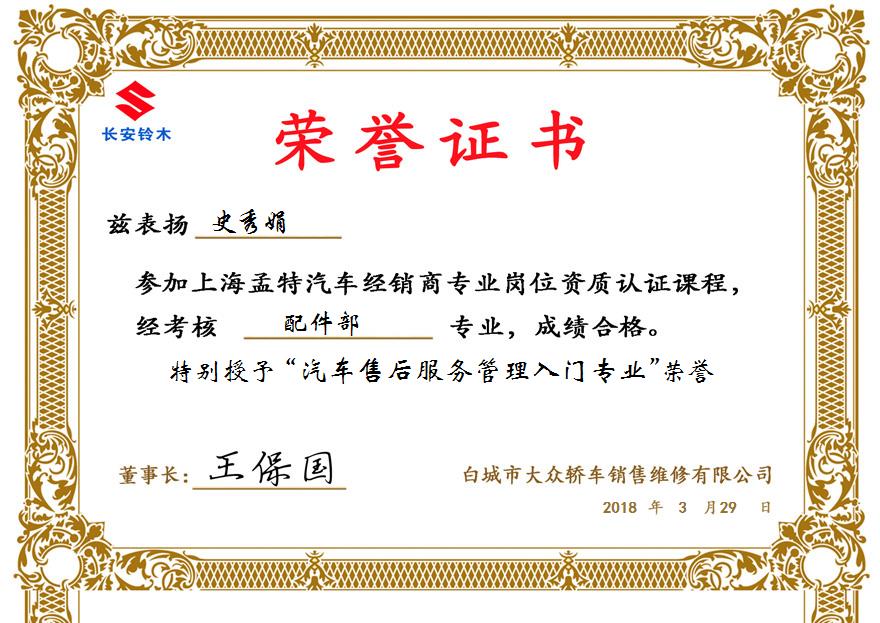 长安铃木
荣誉证书
兹表扬 史秀娟
参加上海孟特汽车经销商专业岗位资质认证课程，
经考核 配件部 专业，成绩合格。
特别授予“汽车售后服务管理入门专业”荣誉
董事长：王保国
白城市大众轿车销售维修有限公司
2018 年 3 月29 日